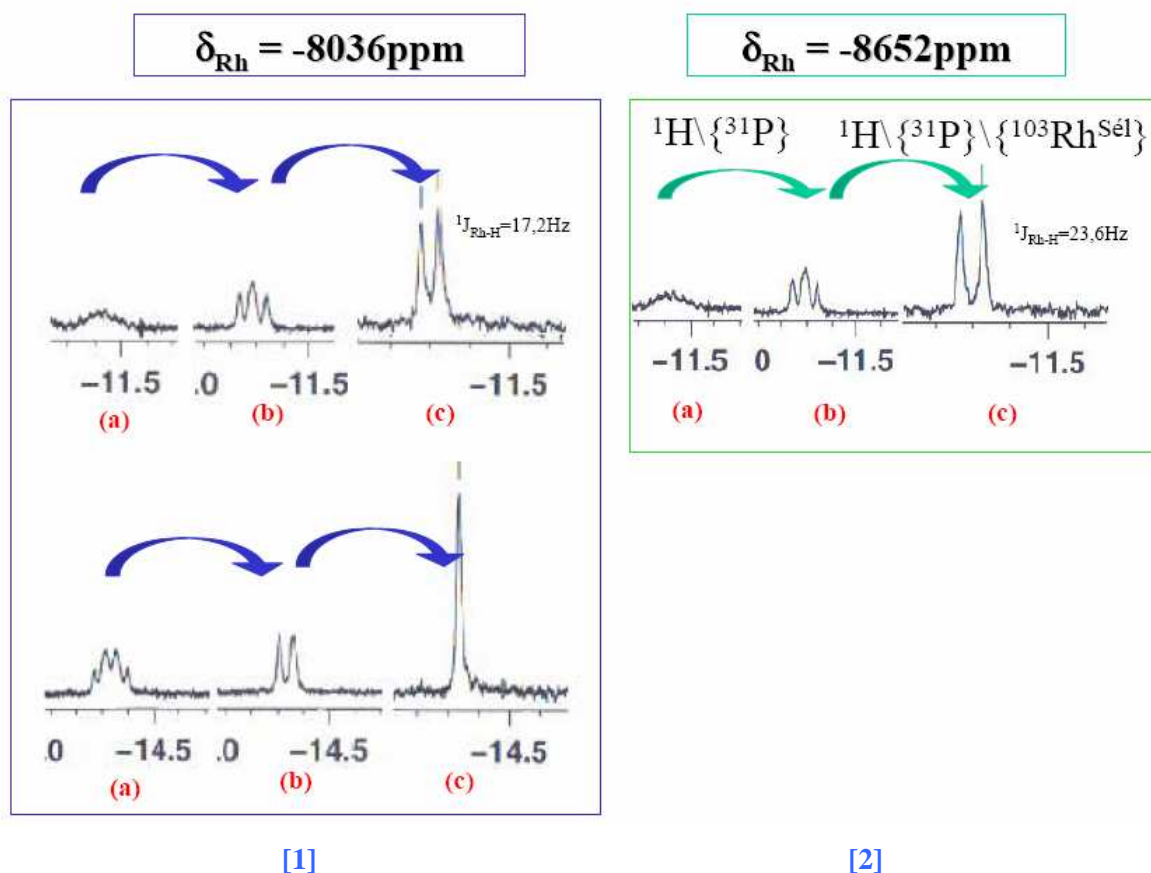 δRh = -8036ppm
δRh = -8652ppm
1H\{31P}
1H\{31P}\{103RhSél}
1JRh-H=17,2Hz
1JRh-H=23,6Hz
−11.5
.0 −11.5
−11.5
−11.5
0 −11.5
−11.5
(a)
(b)
(c)
(a)
(b)
(c)
.0 −14.5
.0 −14.5
−14.5
(a)
(b)
(c)
[1]
[2]